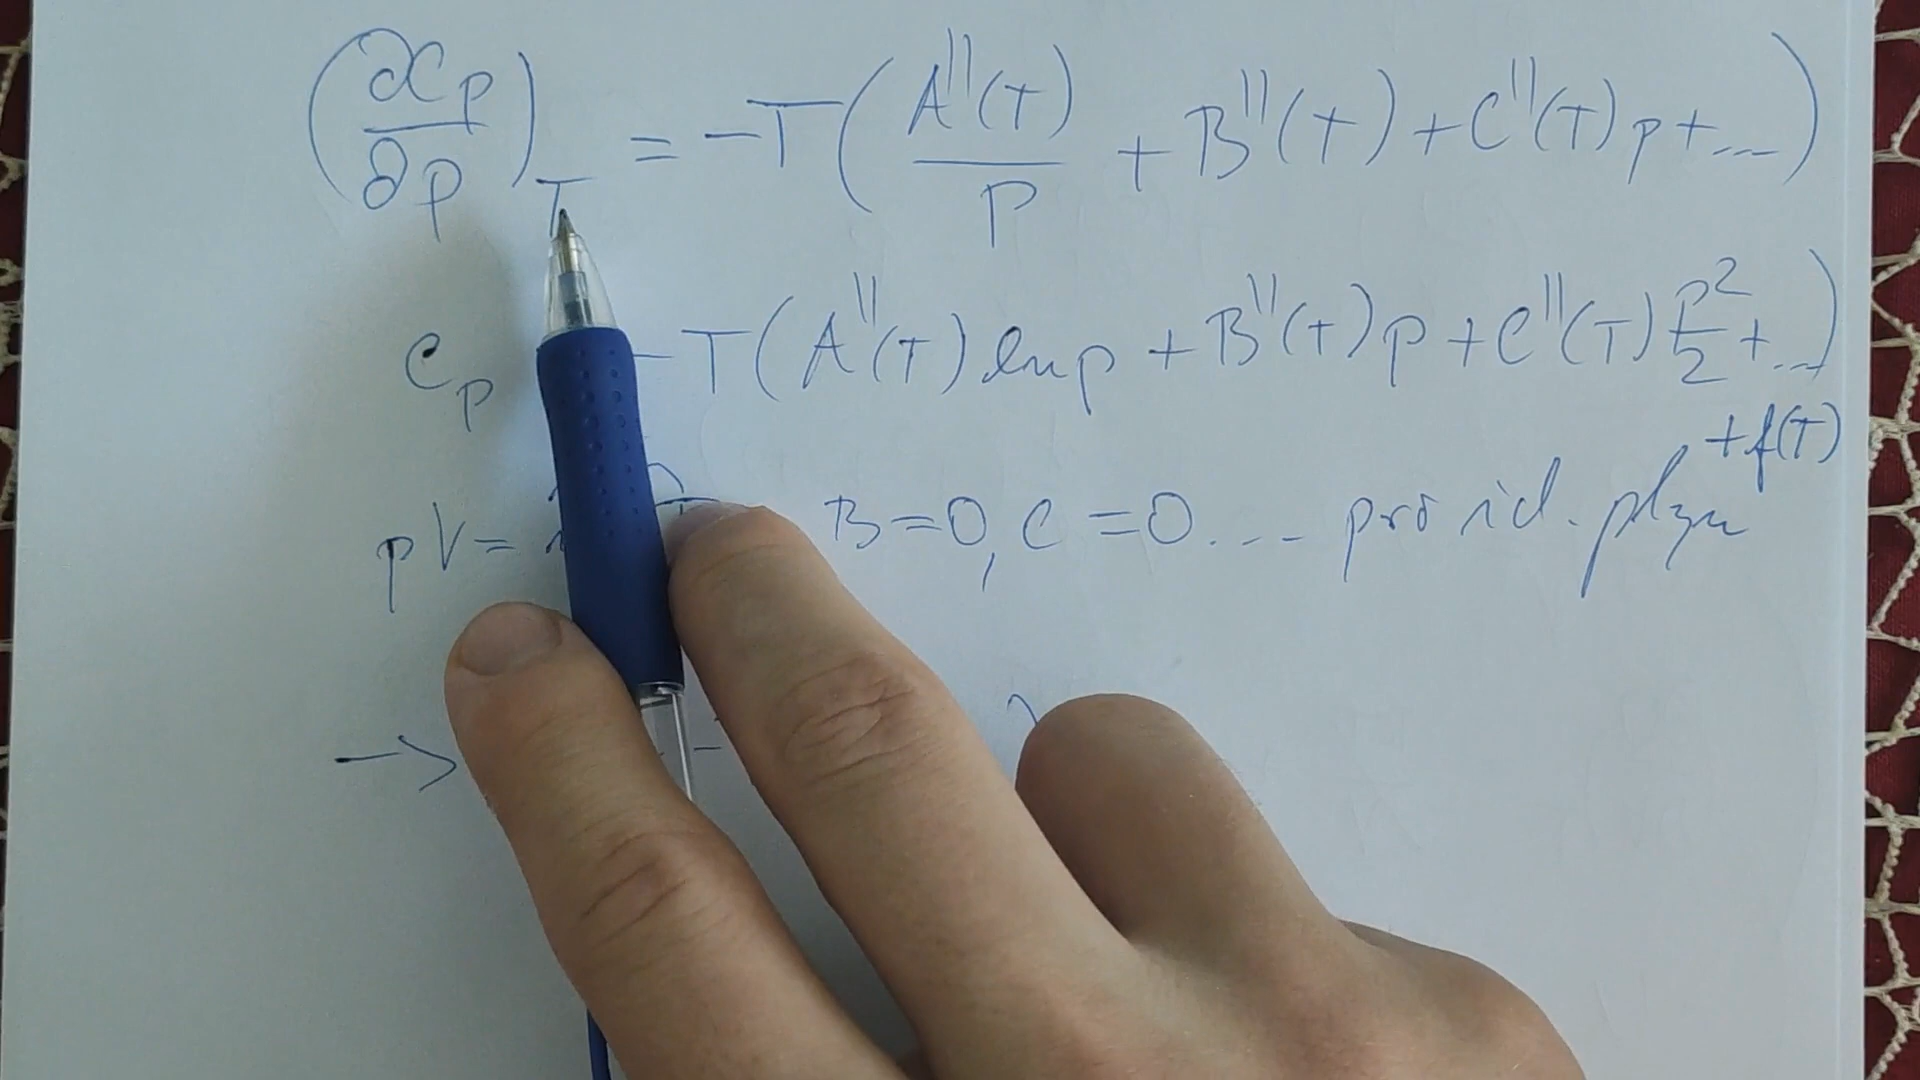 (∂C_p/∂p)_T = -T(A''(T)/p + B''(T) + C''(T)p + ...)
C_p -T(A''(T) ln p + B''(T)p + C''(T) p²/2 + ...)
+f(T)
pV = B=0, C=0... pro id. plyn
→